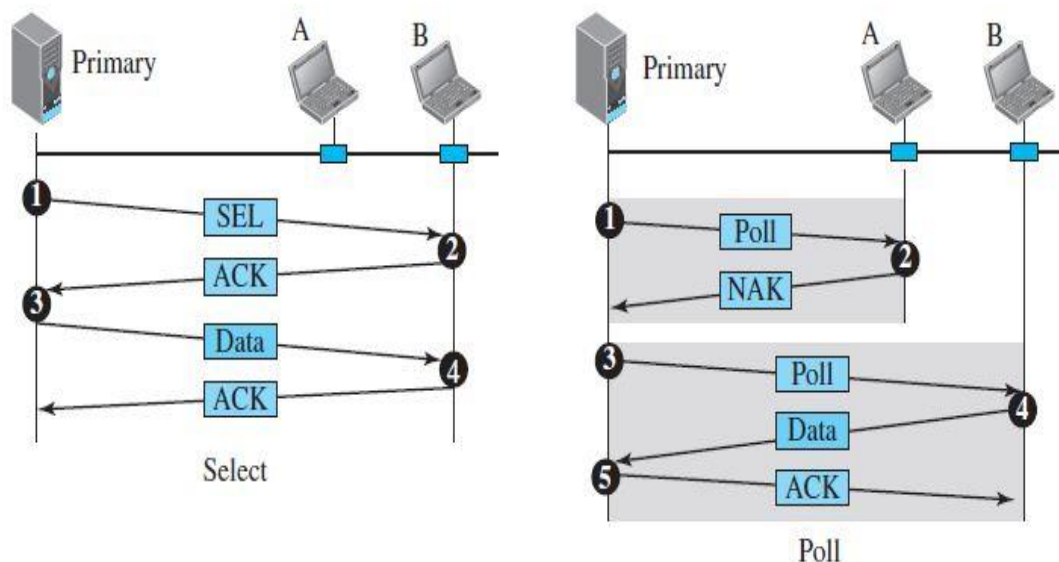 Primary
A
B
1
SEL
2
ACK
3
Data
4
ACK
Select
Primary
A
B
1
Poll
2
NAK
3
Poll
4
Data
5
ACK
Poll